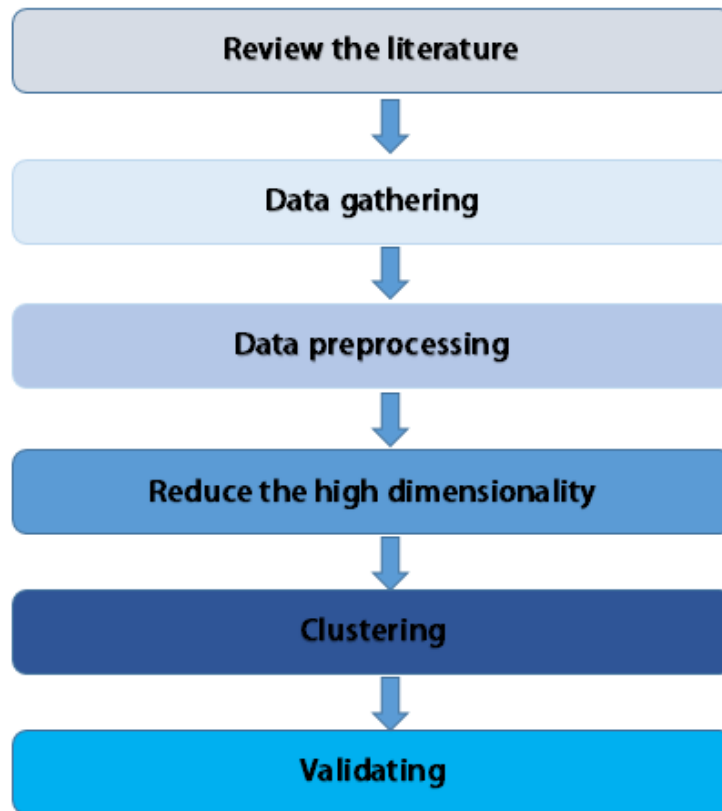 Review the literature
Data gathering
Data preprocessing
Reduce the high dimensionality
Clustering
Validating